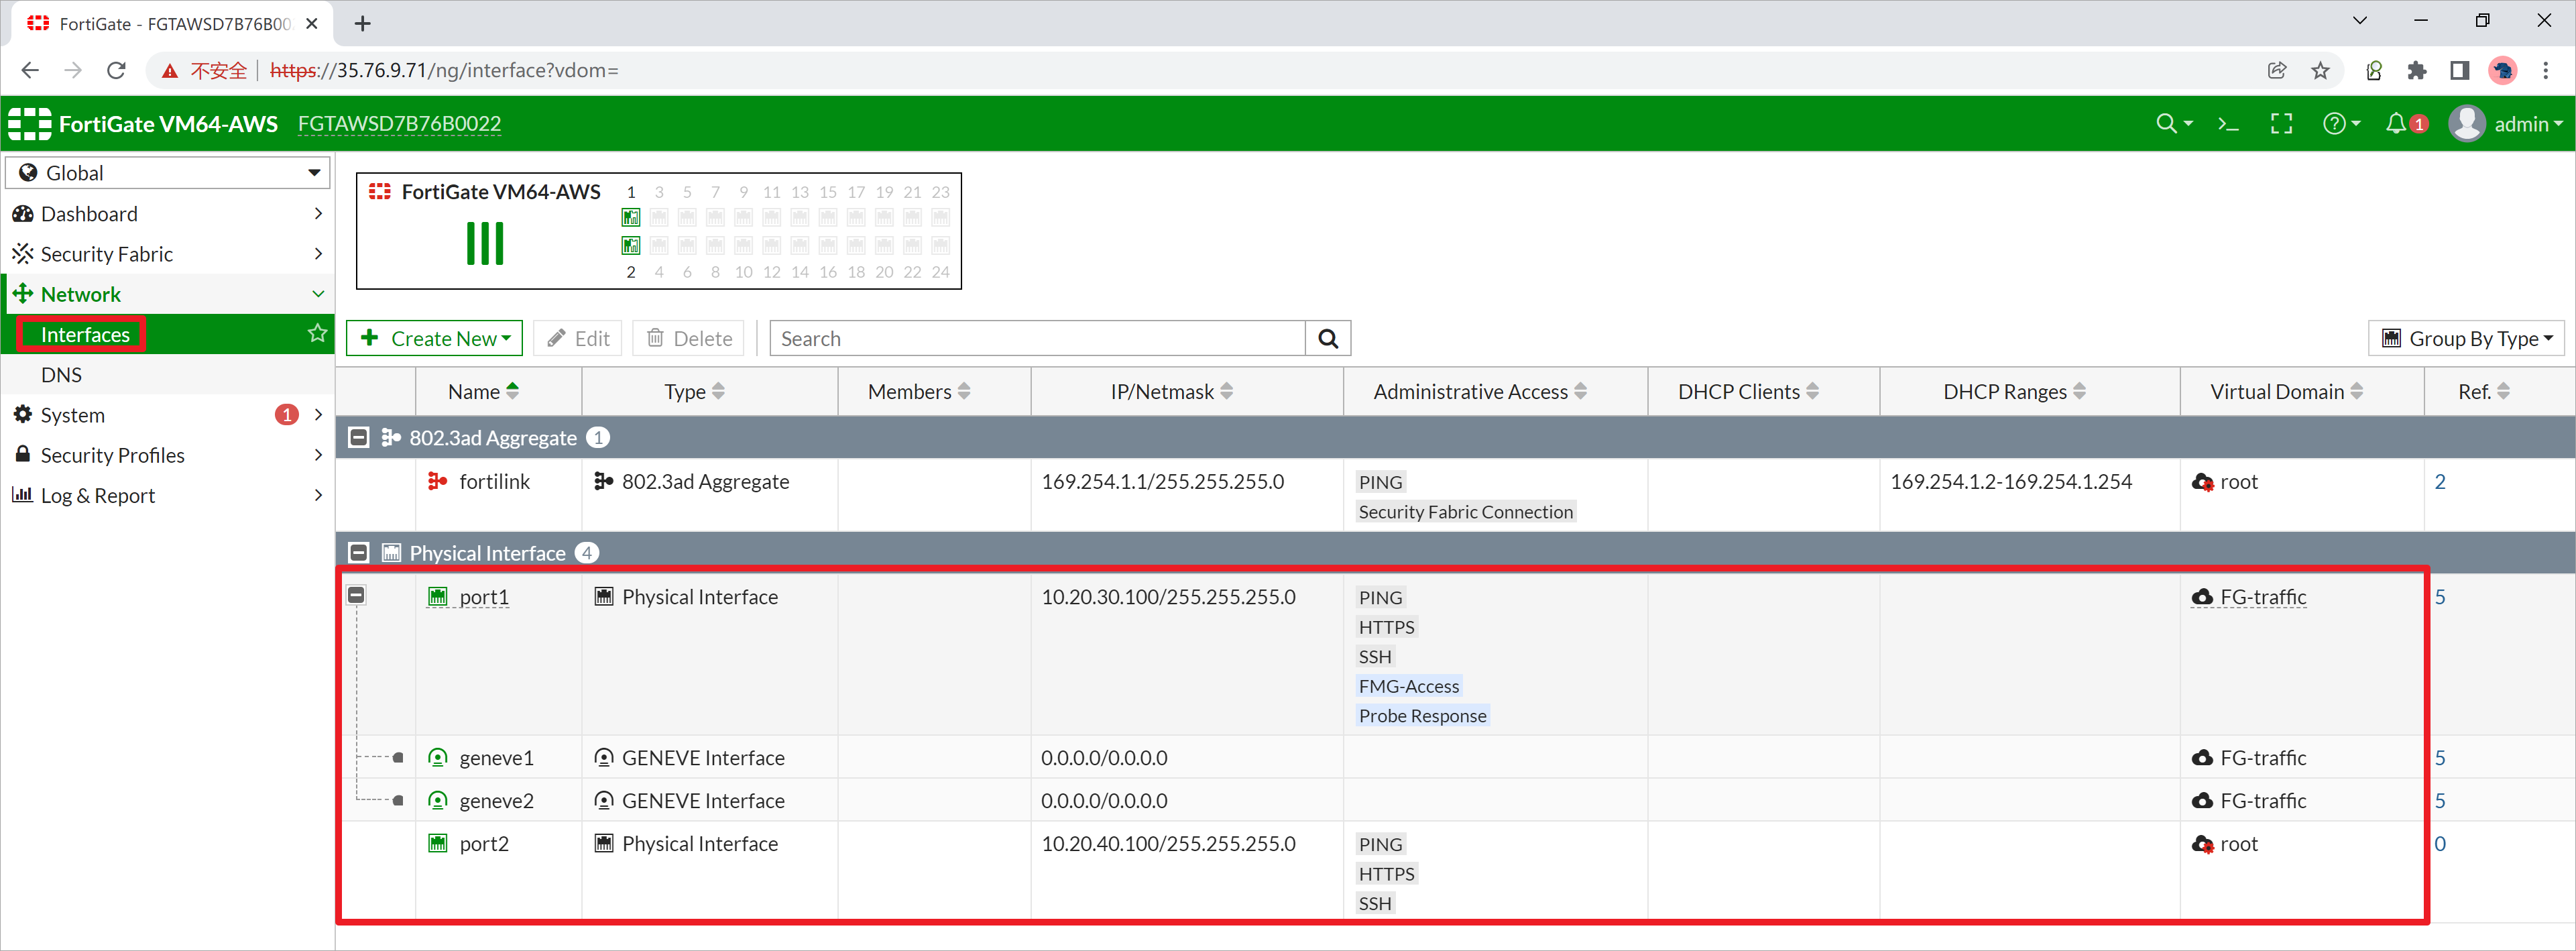 FortiGate - FGTAWSD7B76B00
不安全 https://35.76.9.71/ng/interface?vdom=
FortiGate VM64-AWS FGTAWSD7B76B0022
1 admin
Global
Dashboard
Security Fabric
Network
Interfaces
DNS
System 1
Security Profiles
Log & Report
FortiGate VM64-AWS
1 3 5 7 9 11 13 15 17 19 21 23
2 4 6 8 10 12 14 16 18 20 22 24
Create New Edit Delete Search Group By Type
Name Type Members IP/Netmask Administrative Access DHCP Clients DHCP Ranges Virtual Domain Ref.
802.3ad Aggregate 1
fortilink 802.3ad Aggregate 169.254.1.1/255.255.255.0 PING 169.254.1.2-169.254.1.254 root 2
Security Fabric Connection
Physical Interface 4
port1 Physical Interface 10.20.30.100/255.255.255.0 PING FG-traffic 5
HTTPS
SSH
FMG-Access
Probe Response
geneve1 GENEVE Interface 0.0.0.0/0.0.0.0 FG-traffic 5
geneve2 GENEVE Interface 0.0.0.0/0.0.0.0 FG-traffic 5
port2 Physical Interface 10.20.40.100/255.255.255.0 PING root 0
HTTPS
SSH